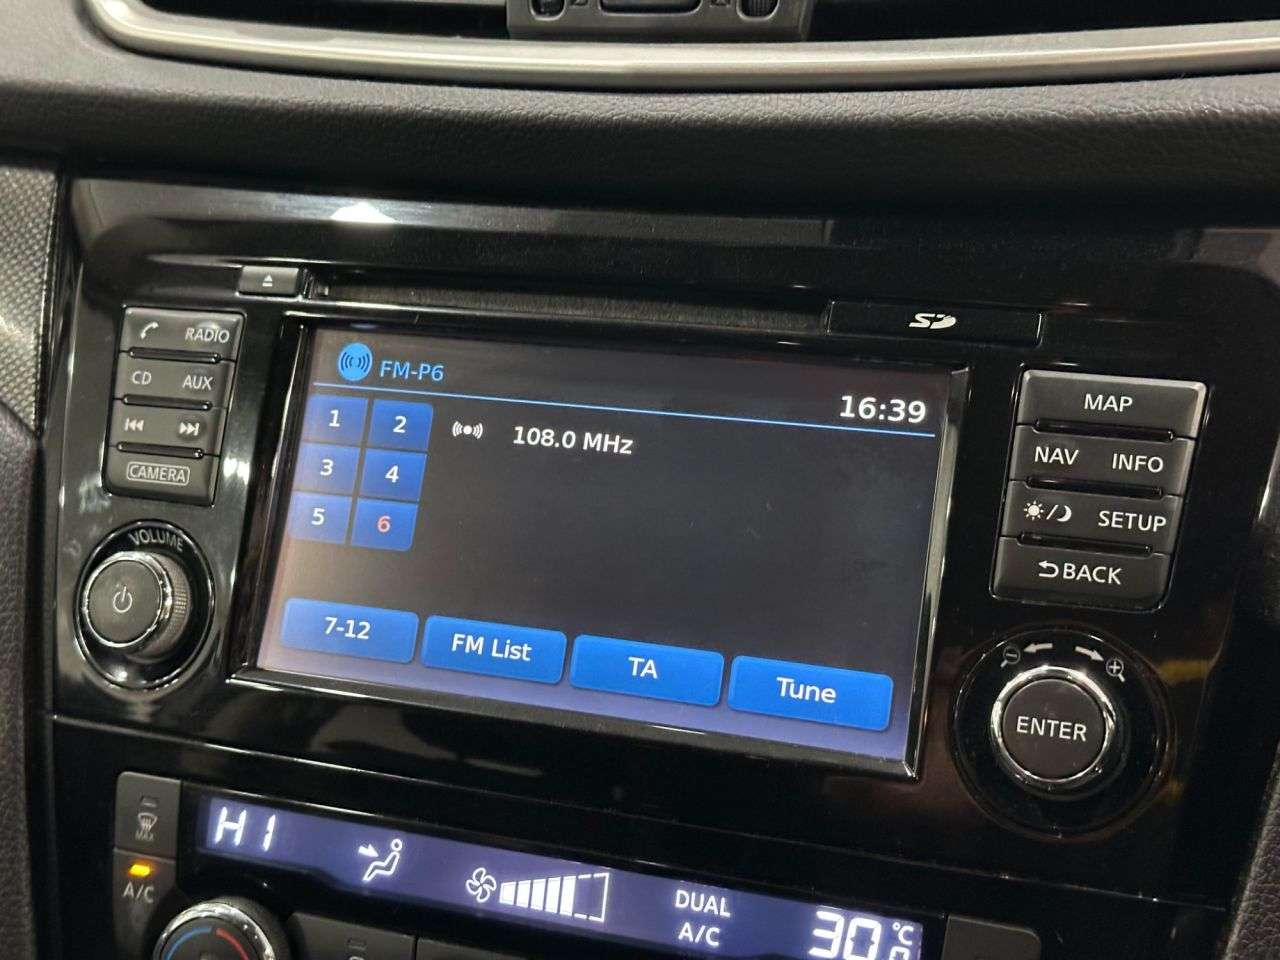 RADIO
CD AUX
CAMERA
VOLUME
SD
FM-P6
16:39
1 2
3 4
5 6
108.0 MHz
7-12 FM List TA Tune
MAP
NAV INFO
SETUP
BACK
ENTER
MAX
A/C
HI
DUAL
A/C
30 °C